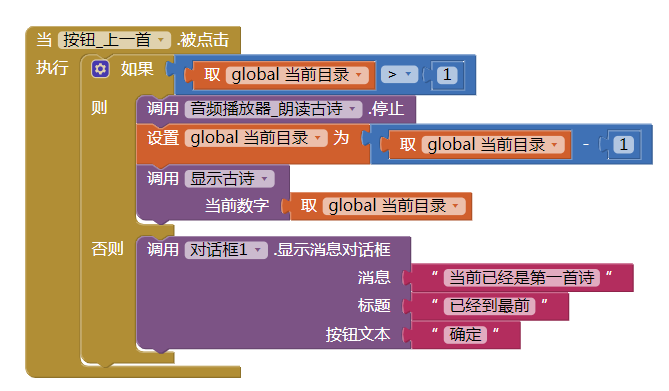 当 按钮_上一首 .被点击
执行 如果 取 global 当前目录 > 1
则 调用 音频播放器_朗读古诗 .停止
设置 global 当前目录 为 取 global 当前目录 - 1
调用 显示古诗
当前数字 取 global 当前目录
否则 调用 对话框1 .显示消息对话框
消息 “ 当前已经是第一首诗 “
标题 “ 已经到最前 “
按钮文本 “ 确定 “